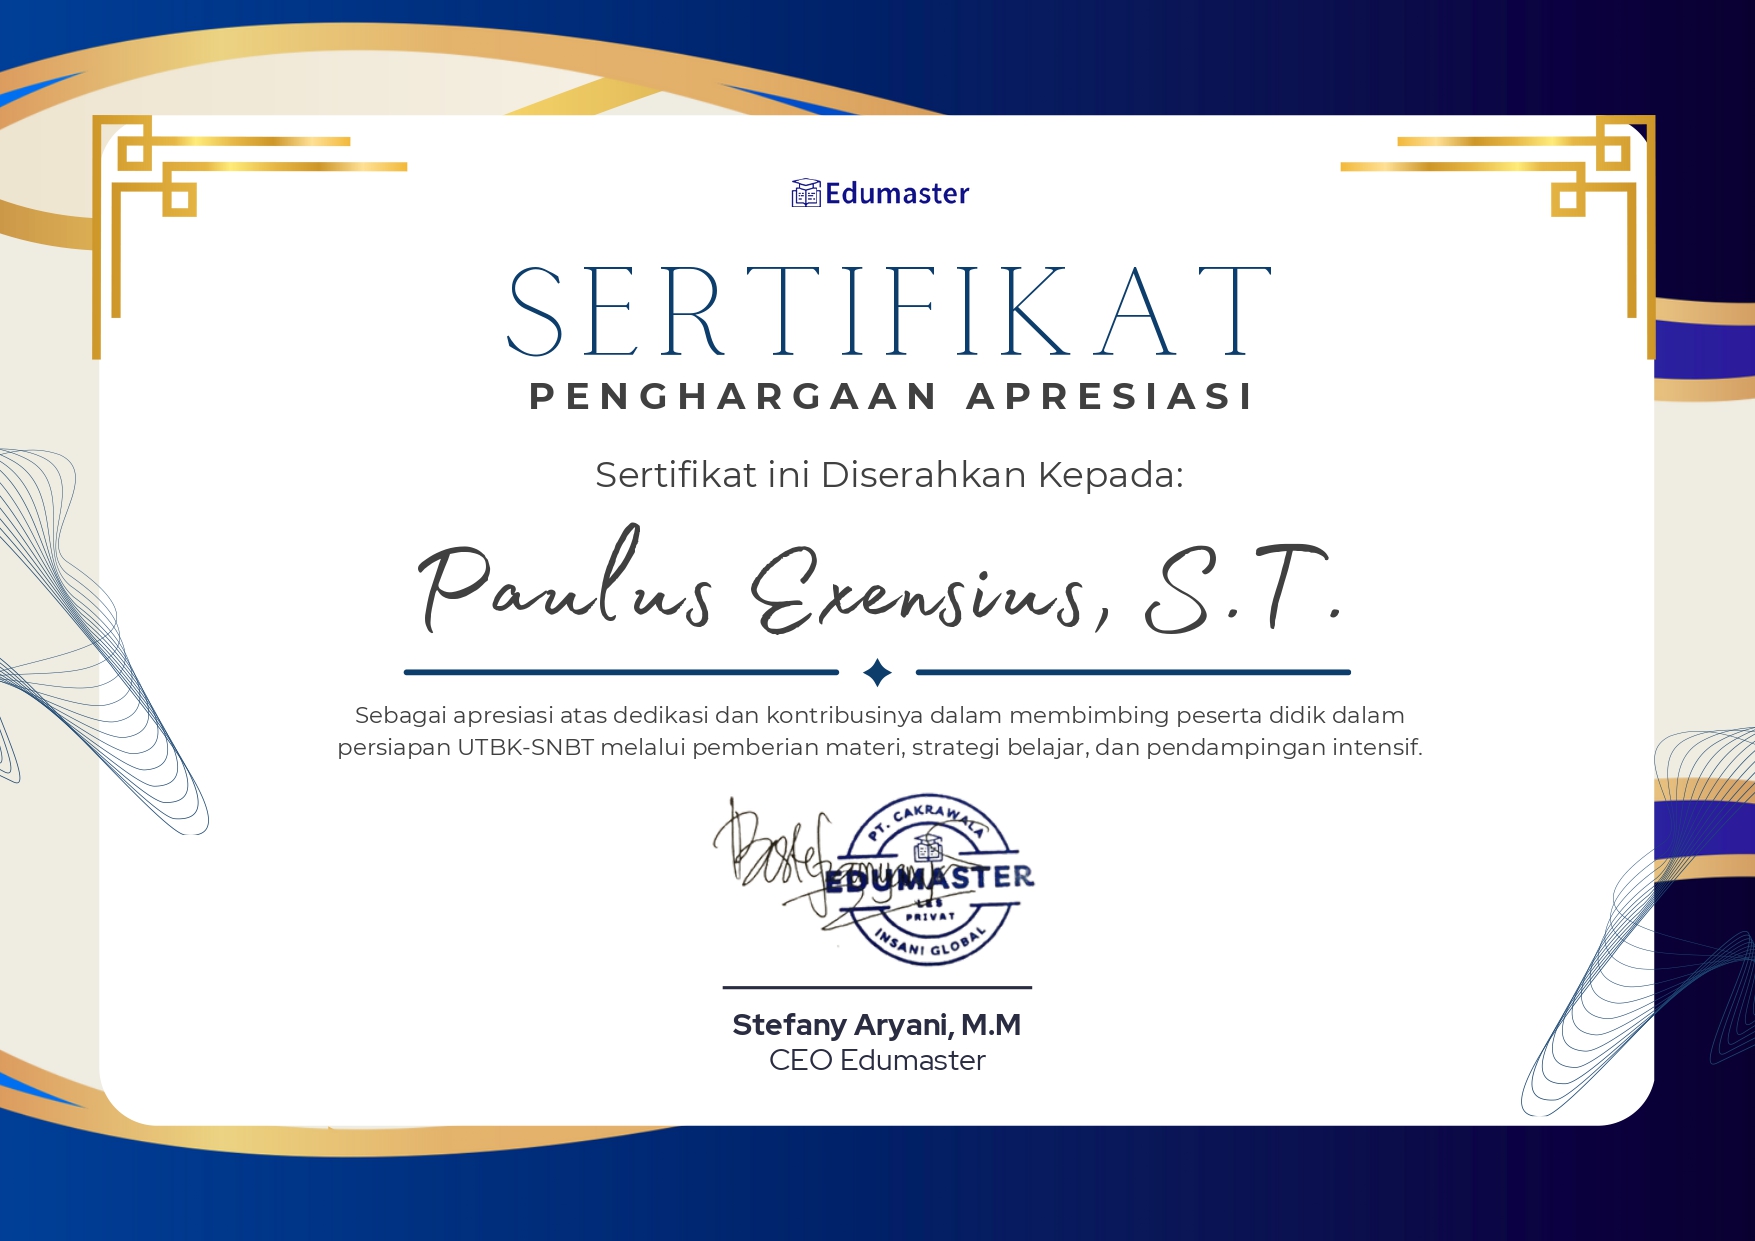 Edumaster
SERTIFIKAT
PENGHARGAAN APRESIASI
Sertifikat ini Diserahkan Kepada:
Paulus Exensius, S.T.
Sebagai apresiasi atas dedikasi dan kontribusinya dalam membimbing peserta didik dalam
persiapan UTBK-SNBT melalui pemberian materi, strategi belajar, dan pendampingan intensif.
PT. CAKRAWALA
EDUMASTER
LES
PRIVAT
INSANI GLOBAL
Stefany Aryani, M.M
CEO Edumaster